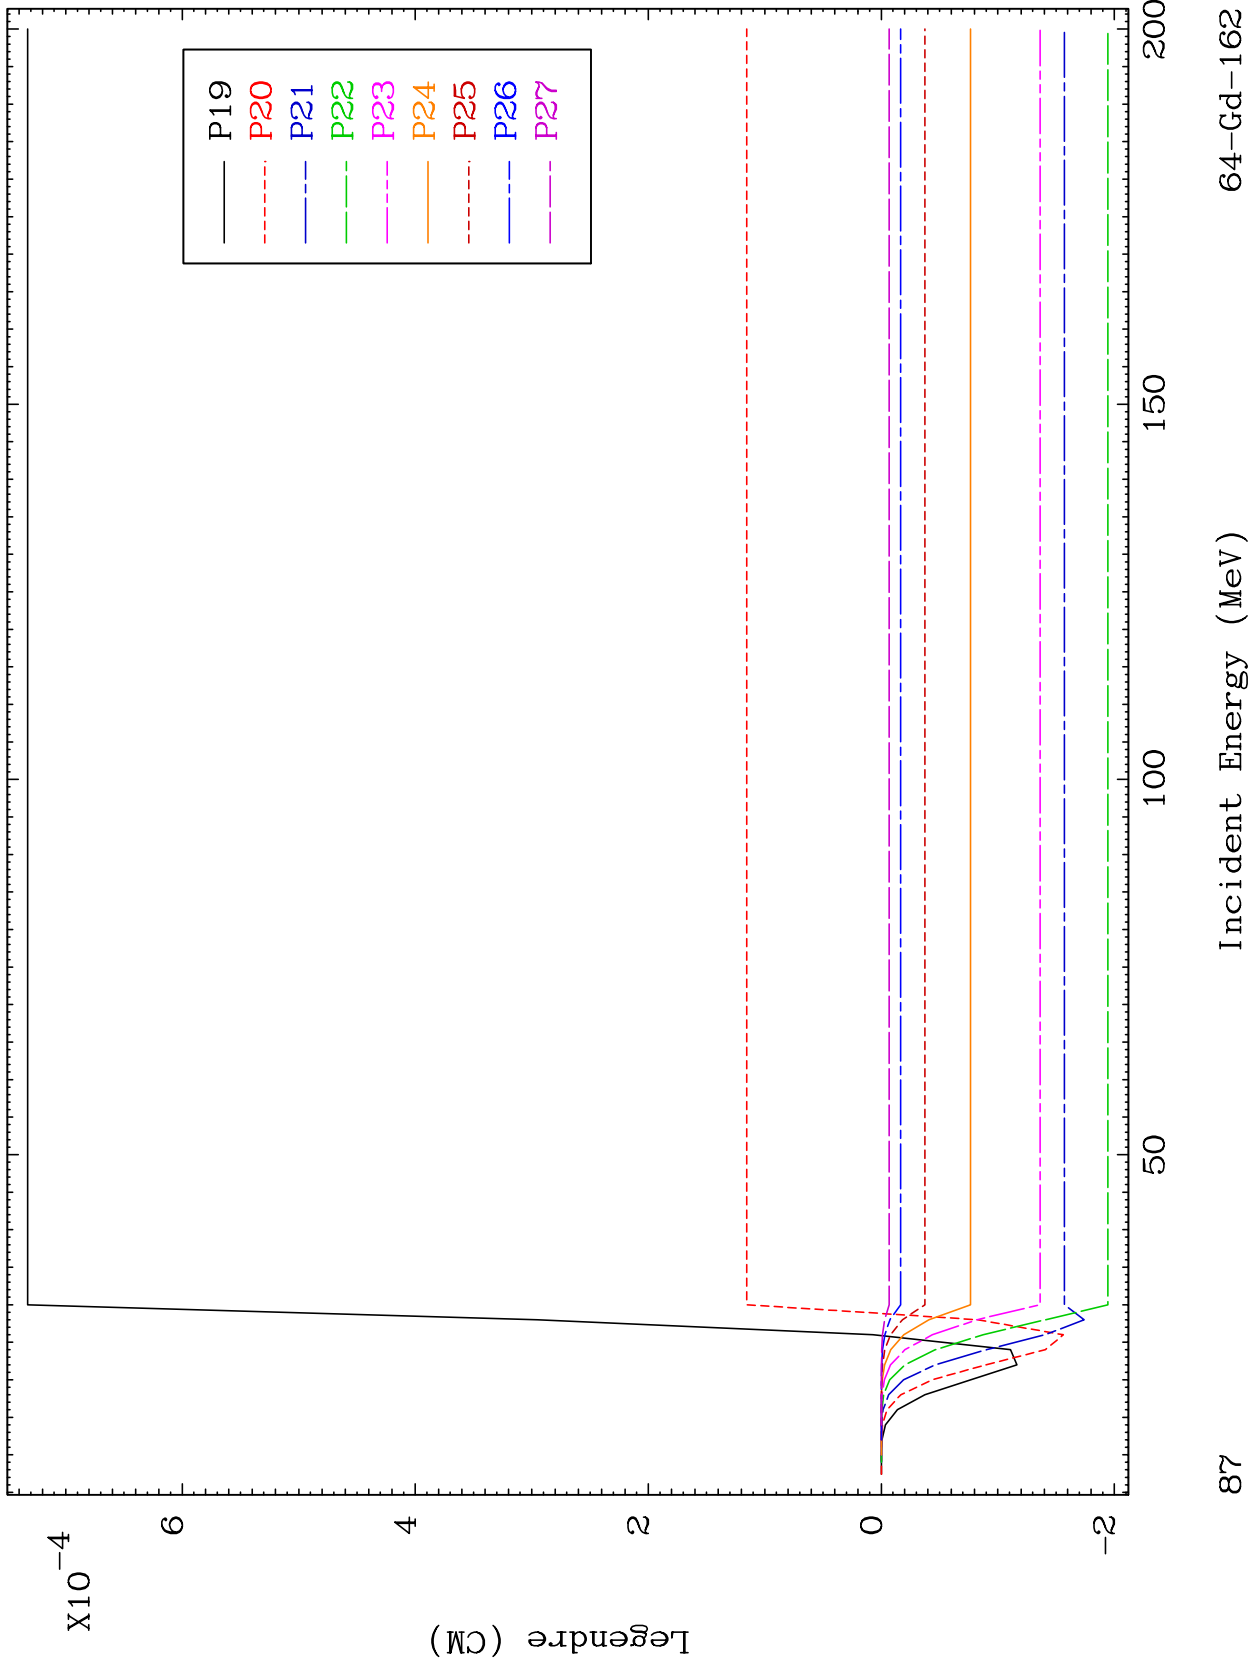 X10-4
6
4
2
0
-2
Legendre (CM)
P19
P20
P21
P22
P23
P24
P25
P26
P27
50
100
150
200
87
Incident Energy (MeV)
64-Gd-162